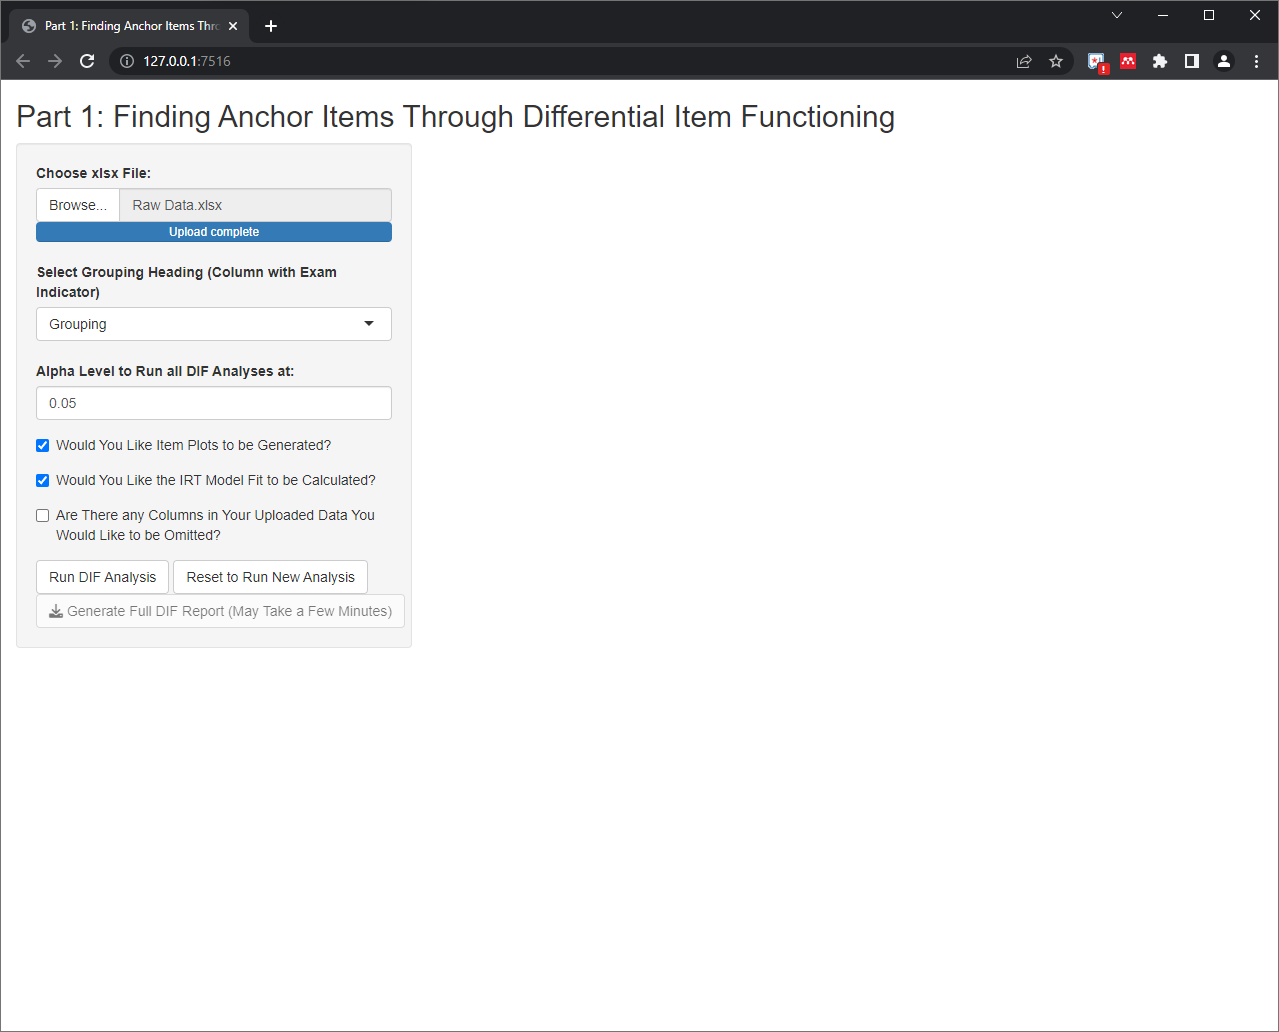 Part 1: Finding Anchor Items Thr
127.0.0.1:7516
Part 1: Finding Anchor Items Through Differential Item Functioning
Choose xlsx File:
Browse... Raw Data.xlsx
Upload complete
Select Grouping Heading (Column with Exam
Indicator)
Grouping
Alpha Level to Run all DIF Analyses at:
0.05
Would You Like Item Plots to be Generated?
Would You Like the IRT Model Fit to be Calculated?
Are There any Columns in Your Uploaded Data You
Would Like to be Omitted?
Run DIF Analysis Reset to Run New Analysis
Generate Full DIF Report (May Take a Few Minutes)